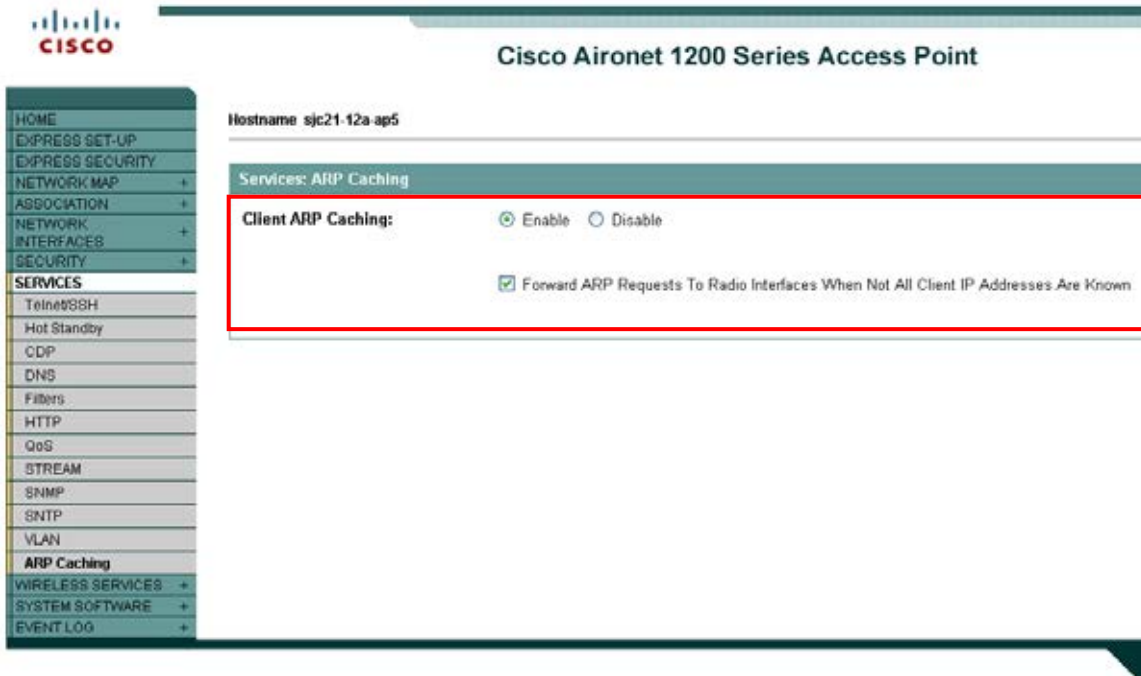 CISCO
Cisco Aironet 1200 Series Access Point
HOME
EXPRESS SET-UP
EXPRESS SECURITY
NETWORK MAP +
ASSOCIATION +
NETWORK
INTERFACES +
SECURITY +
SERVICES
Telnet/SSH
Hot Standby
CDP
DNS
Filters
HTTP
QoS
STREAM
SNMP
SNTP
VLAN
ARP Caching
WIRELESS SERVICES +
SYSTEM SOFTWARE +
EVENT LOG +
Hostname sjc21-12a-ap5
Services: ARP Caching
Client ARP Caching: Enable Disable
Forward ARP Requests To Radio Interfaces When Not All Client IP Addresses Are Known